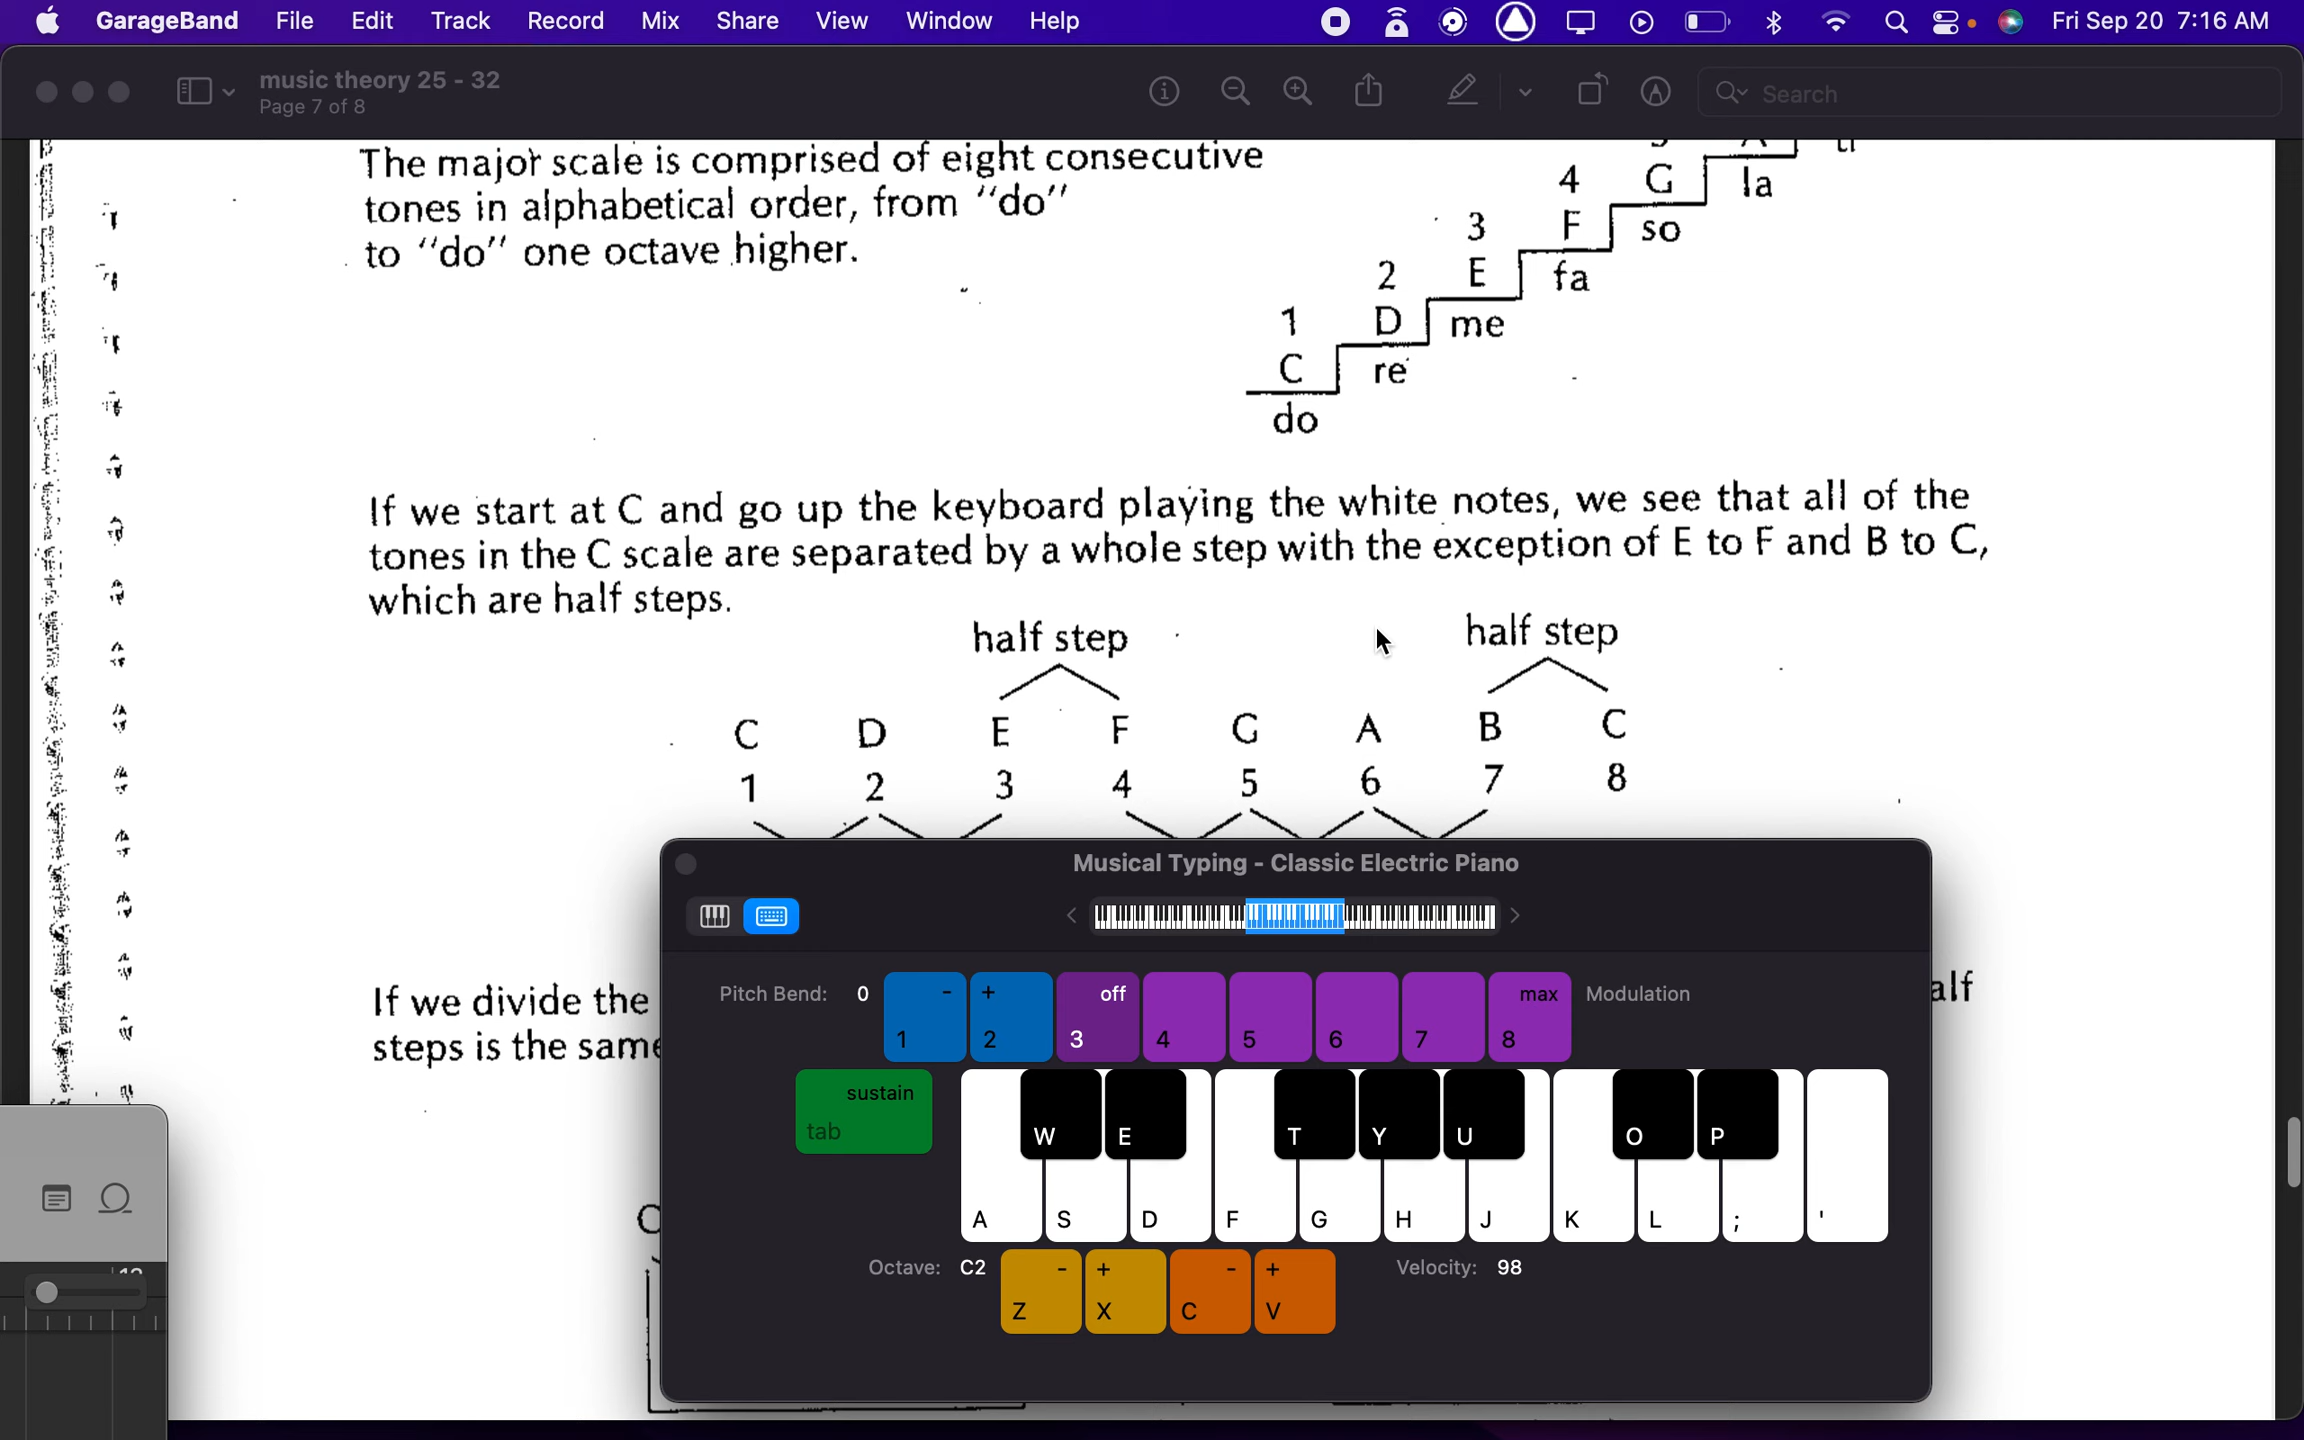 GarageBand File Edit Track Record Mix Share View Window Help Fri Sep 20 7:16 AM
music theory 25 - 32
Page 7 of 8
Search
The major scale is comprised of eight consecutive
tones in alphabetical order, from "do"
to "do" one octave higher.
la
4 G
3 F so
2 E fa
1 D me
C re
do
If we start at C and go up the keyboard playing the white notes, we see that all of the
tones in the C scale are separated by a whole step with the exception of E to F and B to C,
which are half steps.
half step half step
C D E F G A B C
1 2 3 4 5 6 7 8
If we divide the
steps is the same
Musical Typing - Classic Electric Piano
Pitch Bend: 0 - + off max Modulation
1 2 3 4 5 6 7 8
sustain
tab
W E T Y U O P
A S D F G H J K L ; '
Octave: C2 - + - + Velocity: 98
Z X C V